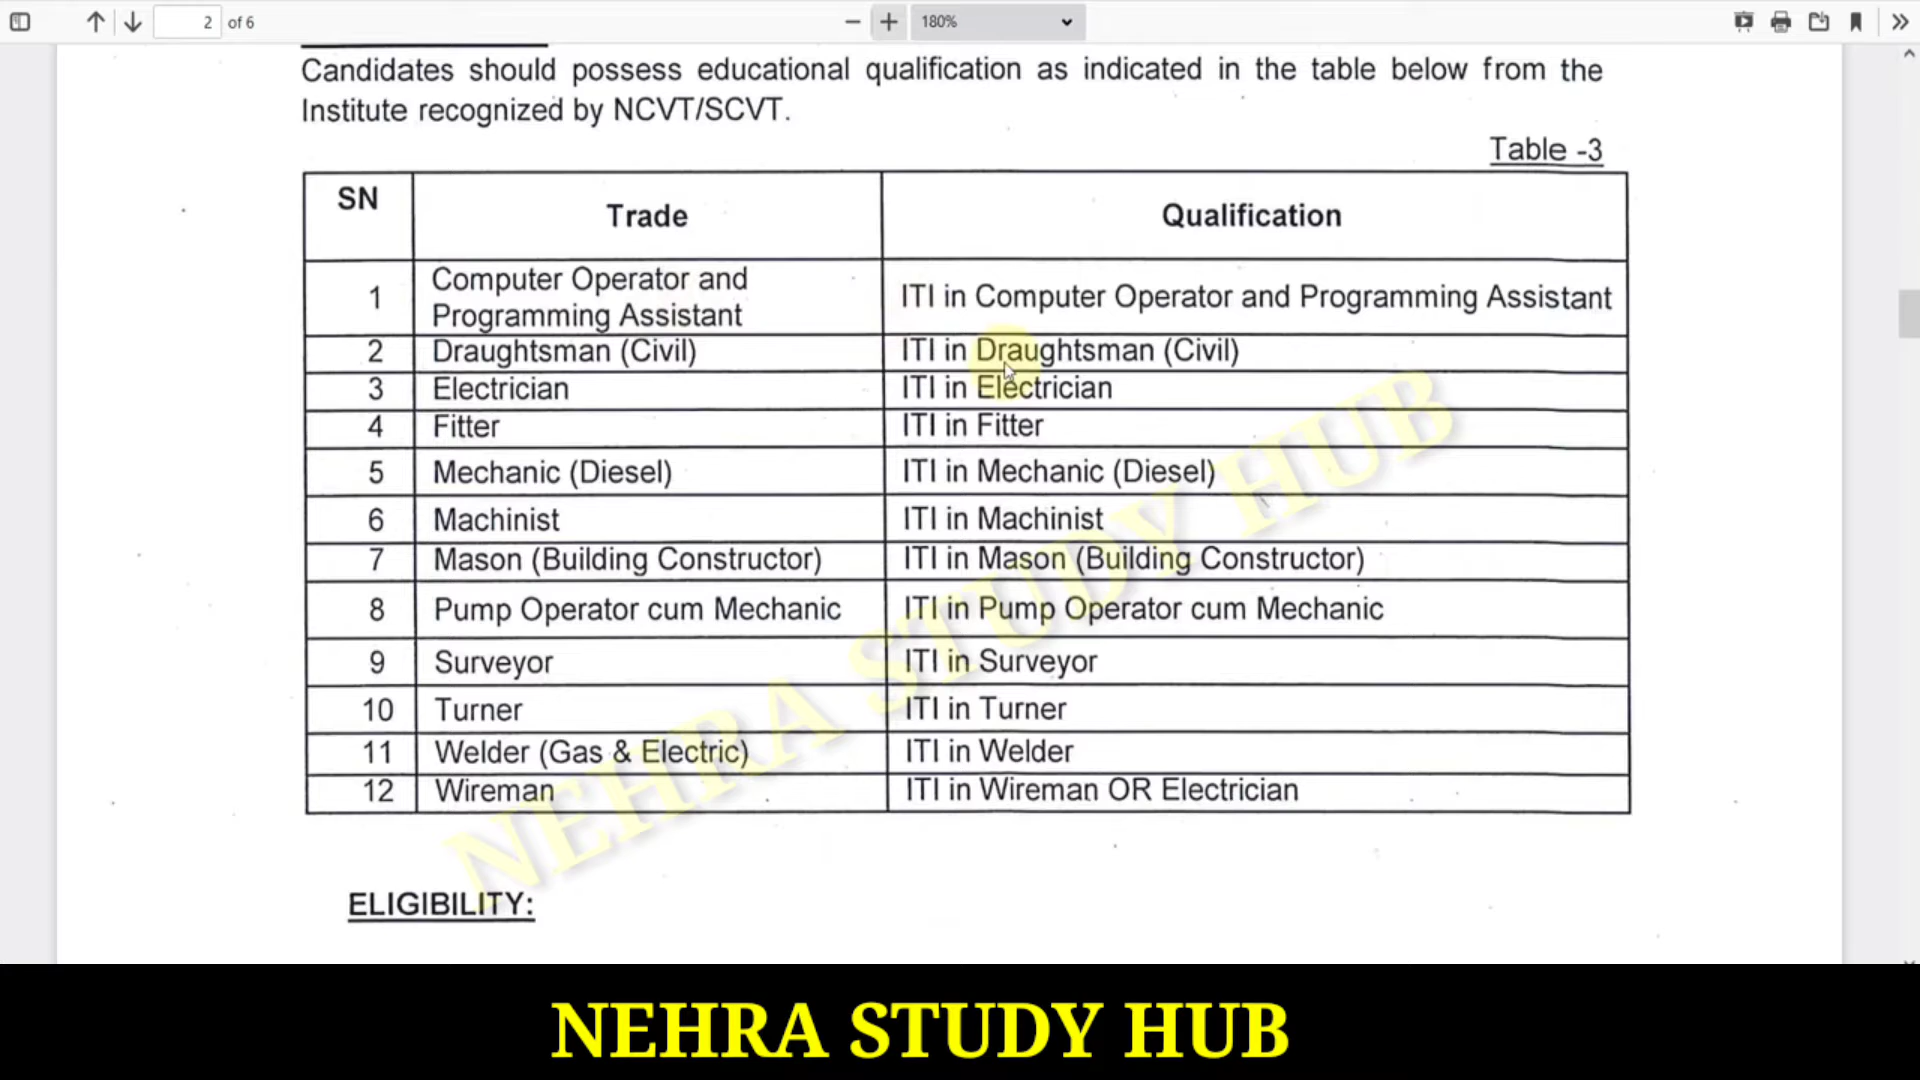 2 of 6
180%
Candidates should possess educational qualification as indicated in the table below from the
Institute recognized by NCVT/SCVT.
Table -3
SN Trade Qualification
1 Computer Operator and Programming Assistant ITI in Computer Operator and Programming Assistant
2 Draughtsman (Civil) ITI in Draughtsman (Civil)
3 Electrician ITI in Electrician
4 Fitter ITI in Fitter
5 Mechanic (Diesel) ITI in Mechanic (Diesel)
6 Machinist ITI in Machinist
7 Mason (Building Constructor) ITI in Mason (Building Constructor)
8 Pump Operator cum Mechanic ITI in Pump Operator cum Mechanic
9 Surveyor ITI in Surveyor
10 Turner ITI in Turner
11 Welder (Gas & Electric) ITI in Welder
12 Wireman ITI in Wireman OR Electrician
NEHRA STUDY HUB
ELIGIBILITY:
NEHRA STUDY HUB